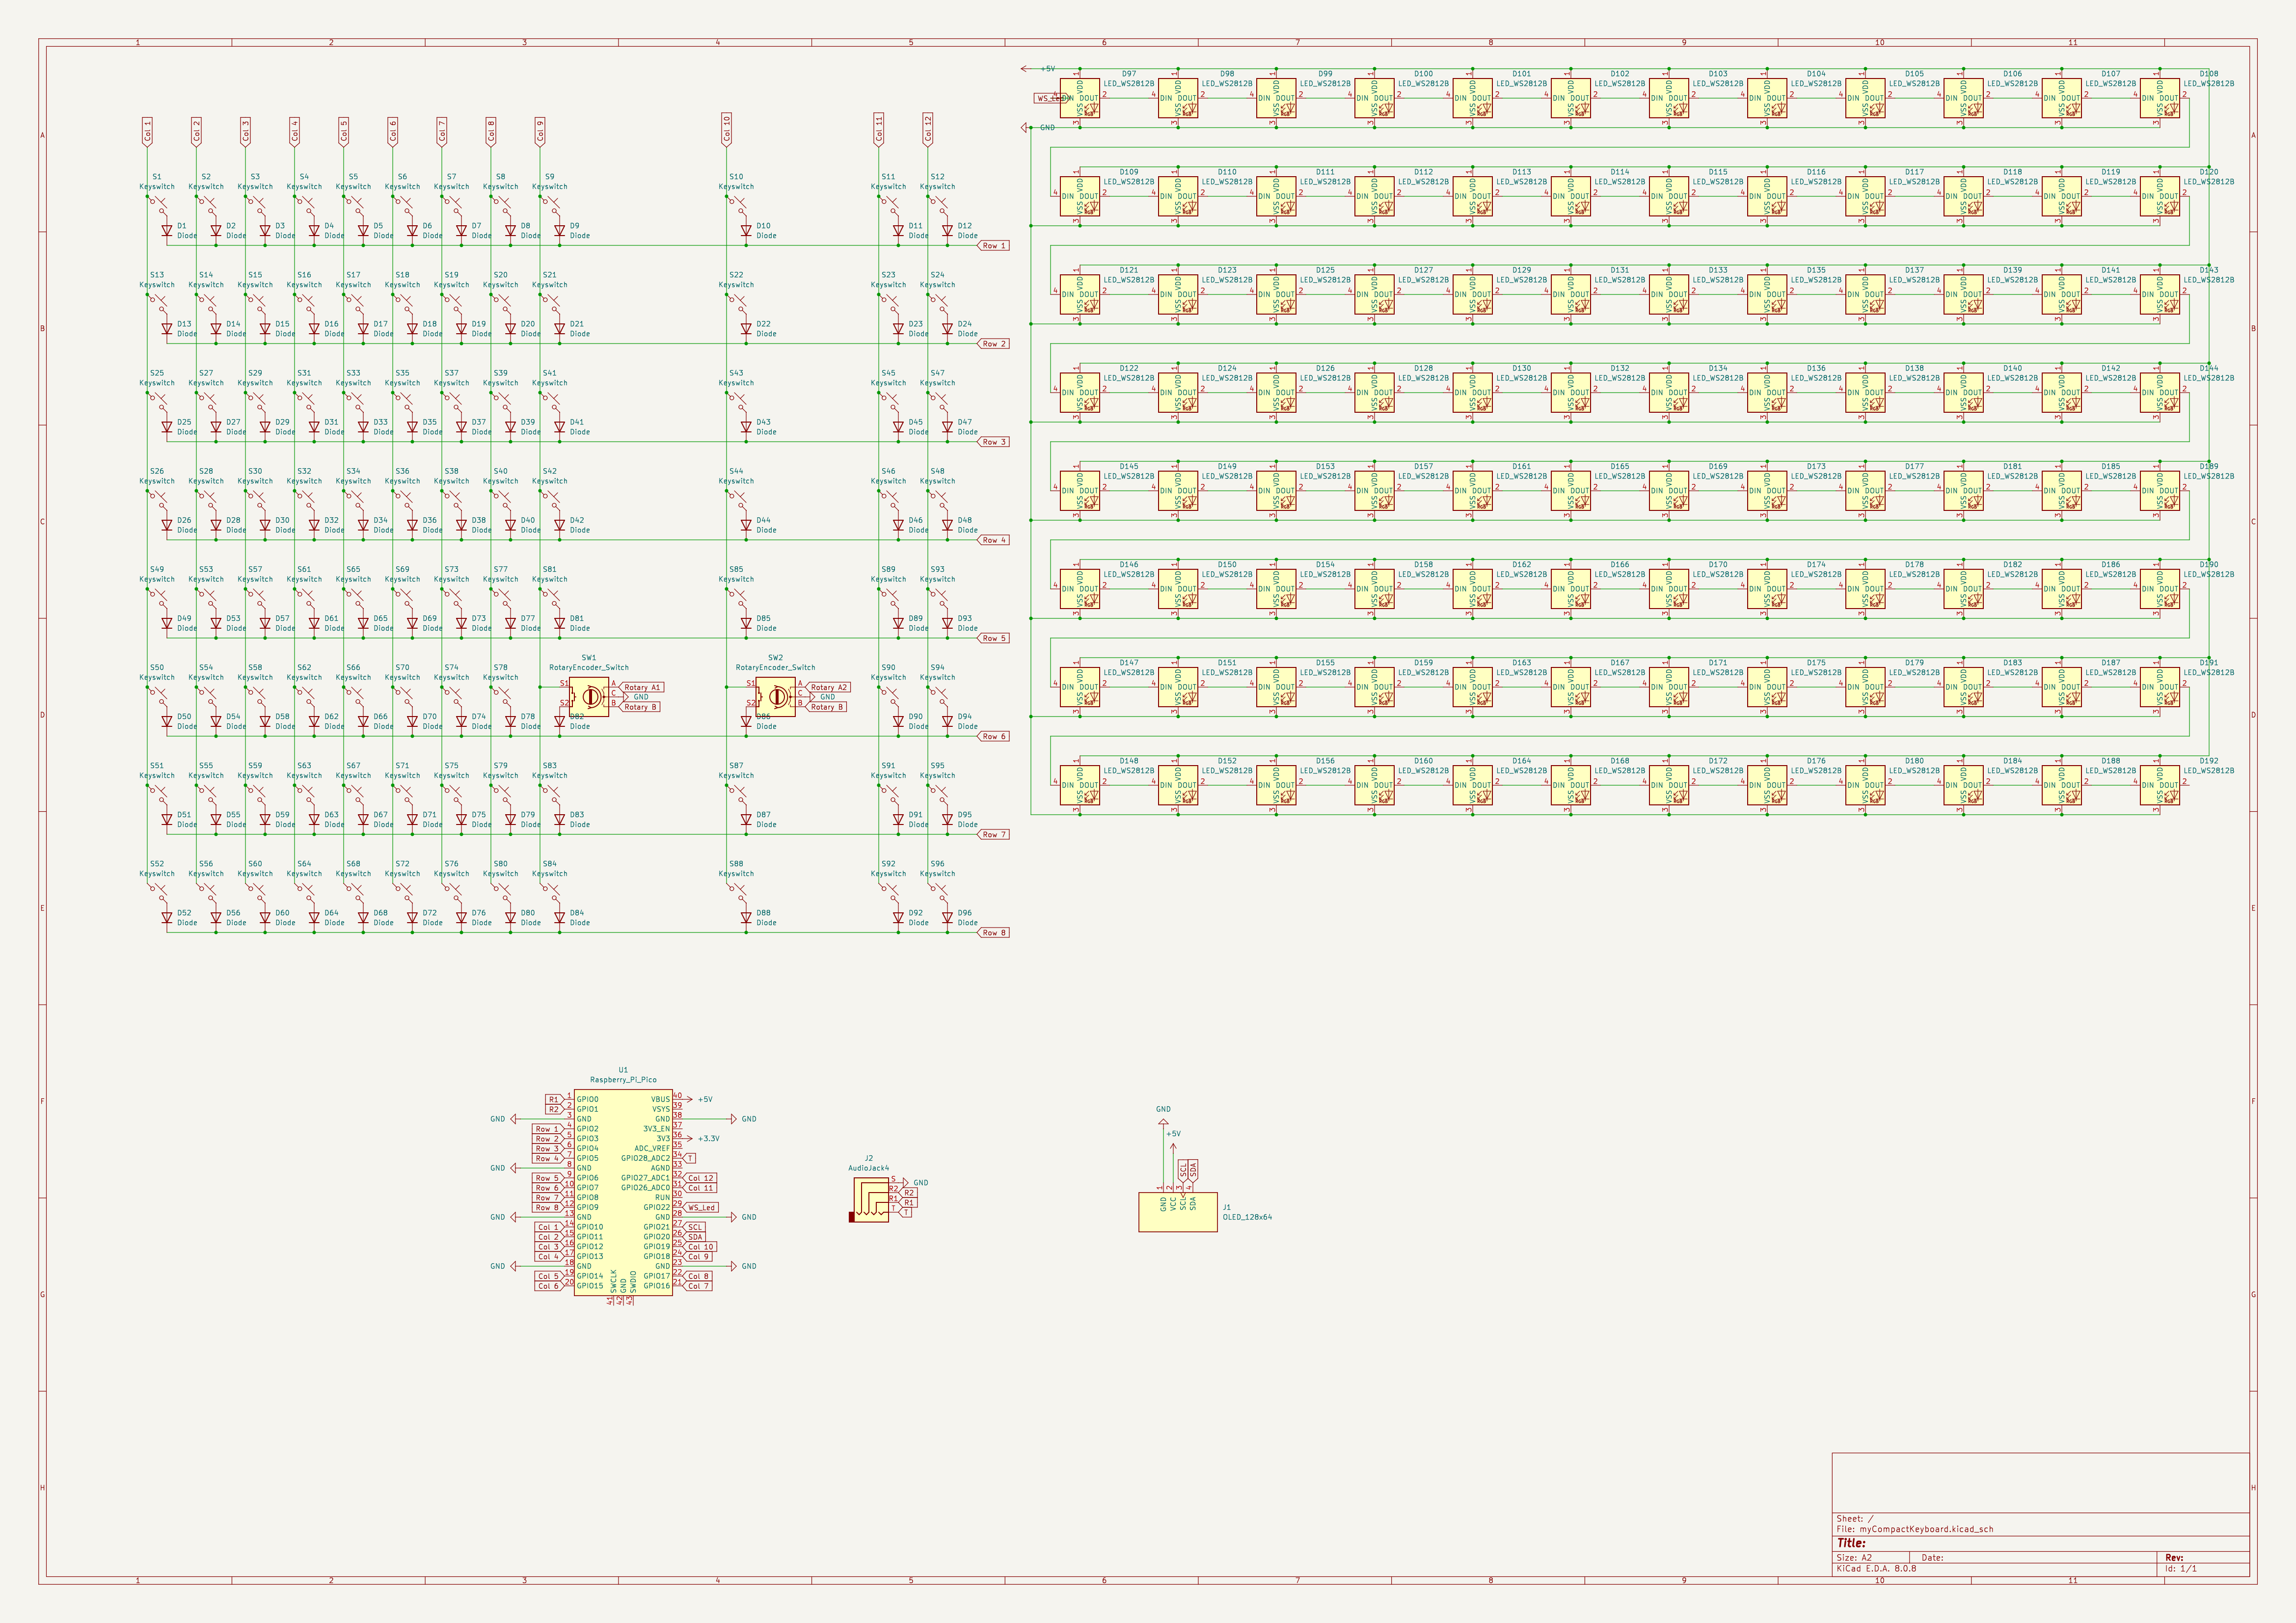 1 2 3 4 5 6 7 8 9 10 11
+5V
D97 D98 D99 D100 D101 D102 D103 D104 D105 D106 D107 D108
LED_WS2812B LED_WS2812B LED_WS2812B LED_WS2812B LED_WS2812B LED_WS2812B LED_WS2812B LED_WS2812B LED_WS2812B LED_WS2812B LED_WS2812B LED_WS2812B
WS_Led
GND
Col 1 Col 2 Col 3 Col 4 Col 5 Col 6 Col 7 Col 8 Col 9 Col 10 Col 11 Col 12
S1 S2 S3 S4 S5 S6 S7 S8 S9 S10 S11 S12
Keyswitch Keyswitch Keyswitch Keyswitch Keyswitch Keyswitch Keyswitch Keyswitch Keyswitch Keyswitch Keyswitch Keyswitch
D1 D2 D3 D4 D5 D6 D7 D8 D9 D10 D11 D12
Diode Diode Diode Diode Diode Diode Diode Diode Diode Diode Diode Diode
Row 1
S13 S14 S15 S16 S17 S18 S19 S20 S21 S22 S23 S24
Keyswitch Keyswitch Keyswitch Keyswitch Keyswitch Keyswitch Keyswitch Keyswitch Keyswitch Keyswitch Keyswitch Keyswitch
D13 D14 D15 D16 D17 D18 D19 D20 D21 D22 D23 D24
Diode Diode Diode Diode Diode Diode Diode Diode Diode Diode Diode Diode
Row 2
S25 S27 S29 S31 S33 S35 S37 S39 S41 S43 S45 S47
Keyswitch Keyswitch Keyswitch Keyswitch Keyswitch Keyswitch Keyswitch Keyswitch Keyswitch Keyswitch Keyswitch Keyswitch
D25 D27 D29 D31 D33 D35 D37 D39 D41 D43 D45 D47
Diode Diode Diode Diode Diode Diode Diode Diode Diode Diode Diode Diode
Row 3
S26 S28 S30 S32 S34 S36 S38 S40 S42 S44 S46 S48
Keyswitch Keyswitch Keyswitch Keyswitch Keyswitch Keyswitch Keyswitch Keyswitch Keyswitch Keyswitch Keyswitch Keyswitch
D26 D28 D30 D32 D34 D36 D38 D40 D42 D44 D46 D48
Diode Diode Diode Diode Diode Diode Diode Diode Diode Diode Diode Diode
Row 4
S49 S53 S57 S61 S65 S69 S73 S77 S81 S85 S89 S93
Keyswitch Keyswitch Keyswitch Keyswitch Keyswitch Keyswitch Keyswitch Keyswitch Keyswitch Keyswitch Keyswitch Keyswitch
D49 D53 D57 D61 D65 D69 D73 D77 D81 D85 D89 D93
Diode Diode Diode Diode Diode Diode Diode Diode Diode Diode Diode Diode
Row 5
SW1 SW2
RotaryEncoder_Switch RotaryEncoder_Switch
S50 S54 S58 S62 S66 S70 S74 S78 S90 S94
Keyswitch Keyswitch Keyswitch Keyswitch Keyswitch Keyswitch Keyswitch Keyswitch Keyswitch Keyswitch
S1 A Rotary A1 S1 A Rotary A2
C GND C GND
S2 B Rotary B S2 B Rotary B
D50 D54 D58 D62 D66 D70 D74 D78 D82 D86 D90 D94
Diode Diode Diode Diode Diode Diode Diode Diode Diode Diode Diode Diode
Row 6
S51 S55 S59 S63 S67 S71 S75 S79 S83 S87 S91 S95
Keyswitch Keyswitch Keyswitch Keyswitch Keyswitch Keyswitch Keyswitch Keyswitch Keyswitch Keyswitch Keyswitch Keyswitch
D51 D55 D59 D63 D67 D71 D75 D79 D83 D87 D91 D95
Diode Diode Diode Diode Diode Diode Diode Diode Diode Diode Diode Diode
Row 7
S52 S56 S60 S64 S68 S72 S76 S80 S84 S88 S92 S96
Keyswitch Keyswitch Keyswitch Keyswitch Keyswitch Keyswitch Keyswitch Keyswitch Keyswitch Keyswitch Keyswitch Keyswitch
D52 D56 D60 D64 D68 D72 D76 D80 D84 D88 D92 D96
Diode Diode Diode Diode Diode Diode Diode Diode Diode Diode Diode Diode
Row 8
D109 D110 D111 D112 D113 D114 D115 D116 D117 D118 D119 D120
LED_WS2812B LED_WS2812B LED_WS2812B LED_WS2812B LED_WS2812B LED_WS2812B LED_WS2812B LED_WS2812B LED_WS2812B LED_WS2812B LED_WS2812B LED_WS2812B
D121 D123 D125 D127 D129 D131 D133 D135 D137 D139 D141 D143
LED_WS2812B LED_WS2812B LED_WS2812B LED_WS2812B LED_WS2812B LED_WS2812B LED_WS2812B LED_WS2812B LED_WS2812B LED_WS2812B LED_WS2812B LED_WS2812B
D122 D124 D126 D128 D130 D132 D134 D136 D138 D140 D142 D144
LED_WS2812B LED_WS2812B LED_WS2812B LED_WS2812B LED_WS2812B LED_WS2812B LED_WS2812B LED_WS2812B LED_WS2812B LED_WS2812B LED_WS2812B LED_WS2812B
D145 D149 D153 D157 D161 D165 D169 D173 D177 D181 D185 D189
LED_WS2812B LED_WS2812B LED_WS2812B LED_WS2812B LED_WS2812B LED_WS2812B LED_WS2812B LED_WS2812B LED_WS2812B LED_WS2812B LED_WS2812B LED_WS2812B
D146 D150 D154 D158 D162 D166 D170 D174 D178 D182 D186 D190
LED_WS2812B LED_WS2812B LED_WS2812B LED_WS2812B LED_WS2812B LED_WS2812B LED_WS2812B LED_WS2812B LED_WS2812B LED_WS2812B LED_WS2812B LED_WS2812B
D147 D151 D155 D159 D163 D167 D171 D175 D179 D183 D187 D191
LED_WS2812B LED_WS2812B LED_WS2812B LED_WS2812B LED_WS2812B LED_WS2812B LED_WS2812B LED_WS2812B LED_WS2812B LED_WS2812B LED_WS2812B LED_WS2812B
D148 D152 D156 D160 D164 D168 D172 D176 D180 D184 D188 D192
LED_WS2812B LED_WS2812B LED_WS2812B LED_WS2812B LED_WS2812B LED_WS2812B LED_WS2812B LED_WS2812B LED_WS2812B LED_WS2812B LED_WS2812B LED_WS2812B
U1
Raspberry_Pi_Pico
R1 1 GPIO0 VBUS 40 +5V
R2 2 GPIO1 VSYS 39
GND 3 GND GND 38 GND
Row 1 4 GPIO2 3V3_EN 37
Row 2 5 GPIO3 3V3 36 +3.3V
Row 3 6 GPIO4 ADC_VREF 35
Row 4 7 GPIO5 GPIO28_ADC2 34 T
GND 8 GND AGND 33
Row 5 9 GPIO6 GPIO27_ADC1 32 Col 12
Row 6 10 GPIO7 GPIO26_ADC0 31 Col 11
Row 7 11 GPIO8 RUN 30
Row 8 12 GPIO9 GPIO22 29 WS_Led
GND 13 GND GND 28 GND
Col 1 14 GPIO10 GPIO21 27 SCL
Col 2 15 GPIO11 GPIO20 26 SDA
Col 3 16 GPIO12 GPIO19 25 Col 10
Col 4 17 GPIO13 GPIO18 24 Col 9
GND 18 GND GND 23 GND
Col 5 19 GPIO14 GPIO17 22 Col 8
Col 6 20 GPIO15 GPIO16 21 Col 7
SWCLK GND SWDIO
41 42 43
J2
AudioJack4
S GND
R2 R2
R1 R1
T T
GND
+5V
SCL SDA
1 2 3 4
GND VCC SCL SDA
J1
OLED_128x64
A B C D E F G H
Sheet: /
File: myCompactKeyboard.kicad_sch
Title:
Size: A2 Date: Rev:
KiCad E.D.A. 8.0.8 Id: 1/1
1 2 3 4 5 6 7 8 9 10 11